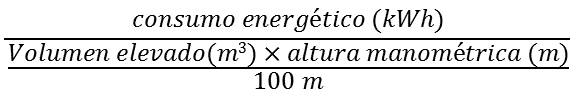 consumo energético (kWh)
Volumen elevado(m³) × altura manométrica (m)
100 m